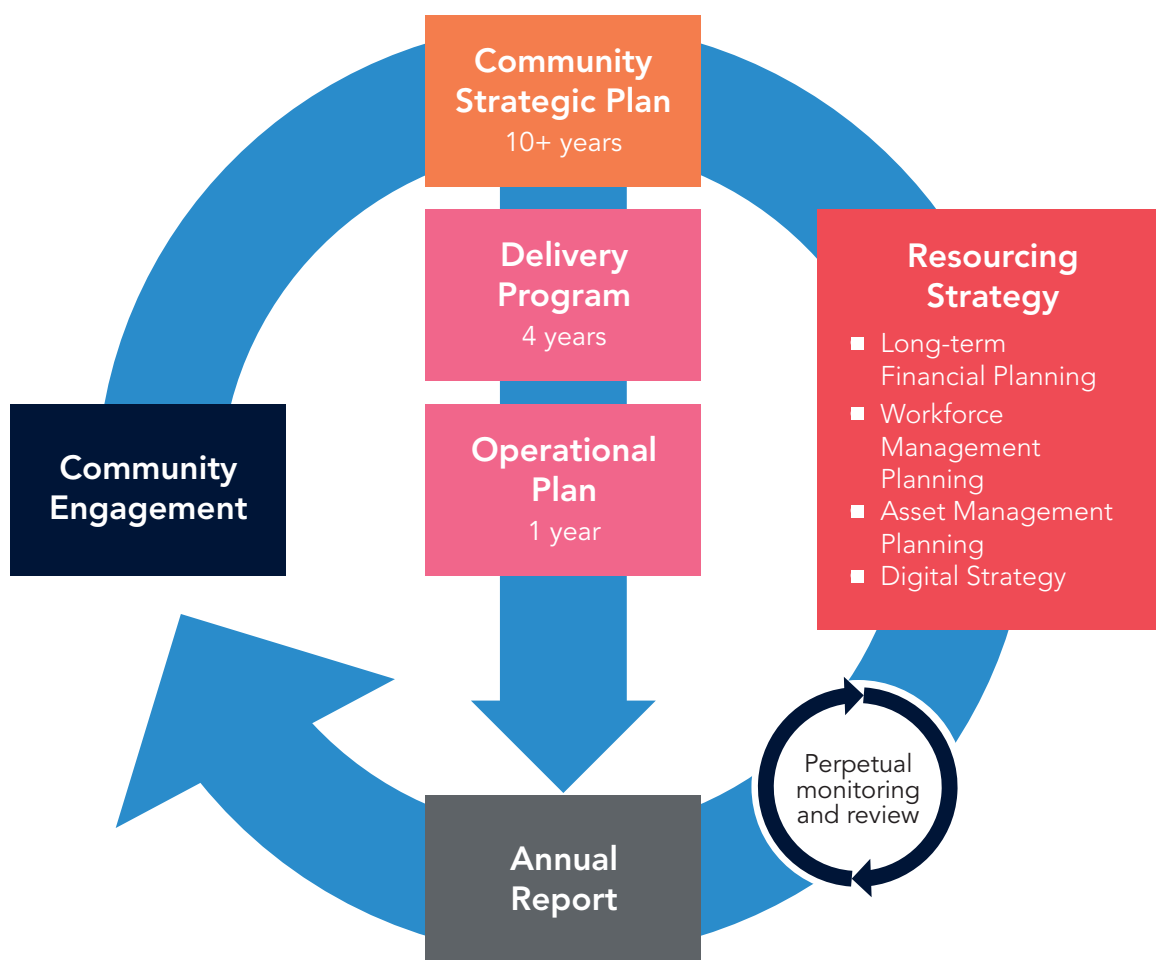 Community
Strategic Plan
10+ years
Delivery
Program
4 years
Operational
Plan
1 year
Resourcing
Strategy
Long-term
Financial Planning
Workforce
Management
Planning
Asset Management
Planning
Digital Strategy
Community
Engagement
Perpetual
monitoring
and review
Annual
Report